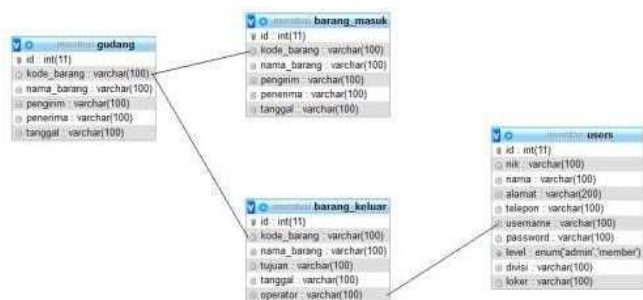 gudang
id : int(11)
kode_barang : varchar(100)
nama_barang : varchar(100)
pengirim : varchar(100)
penerima : varchar(100)
tanggal : varchar(100)
barang_masuk
id : int(11)
kode_barang : varchar(100)
nama_barang : varchar(100)
pengirim : varchar(100)
penerima : varchar(100)
tanggal : varchar(100)
barang_keluar
id : int(11)
kode_barang : varchar(100)
nama_barang : varchar(100)
tujuan : varchar(100)
tanggal : varchar(100)
operator : varchar(100)
users
id : int(11)
nik : varchar(100)
nama : varchar(100)
alamat : varchar(200)
telepon : varchar(100)
username : varchar(100)
password : varchar(100)
level : enum('admin','member')
divisi : varchar(100)
loker : varchar(100)